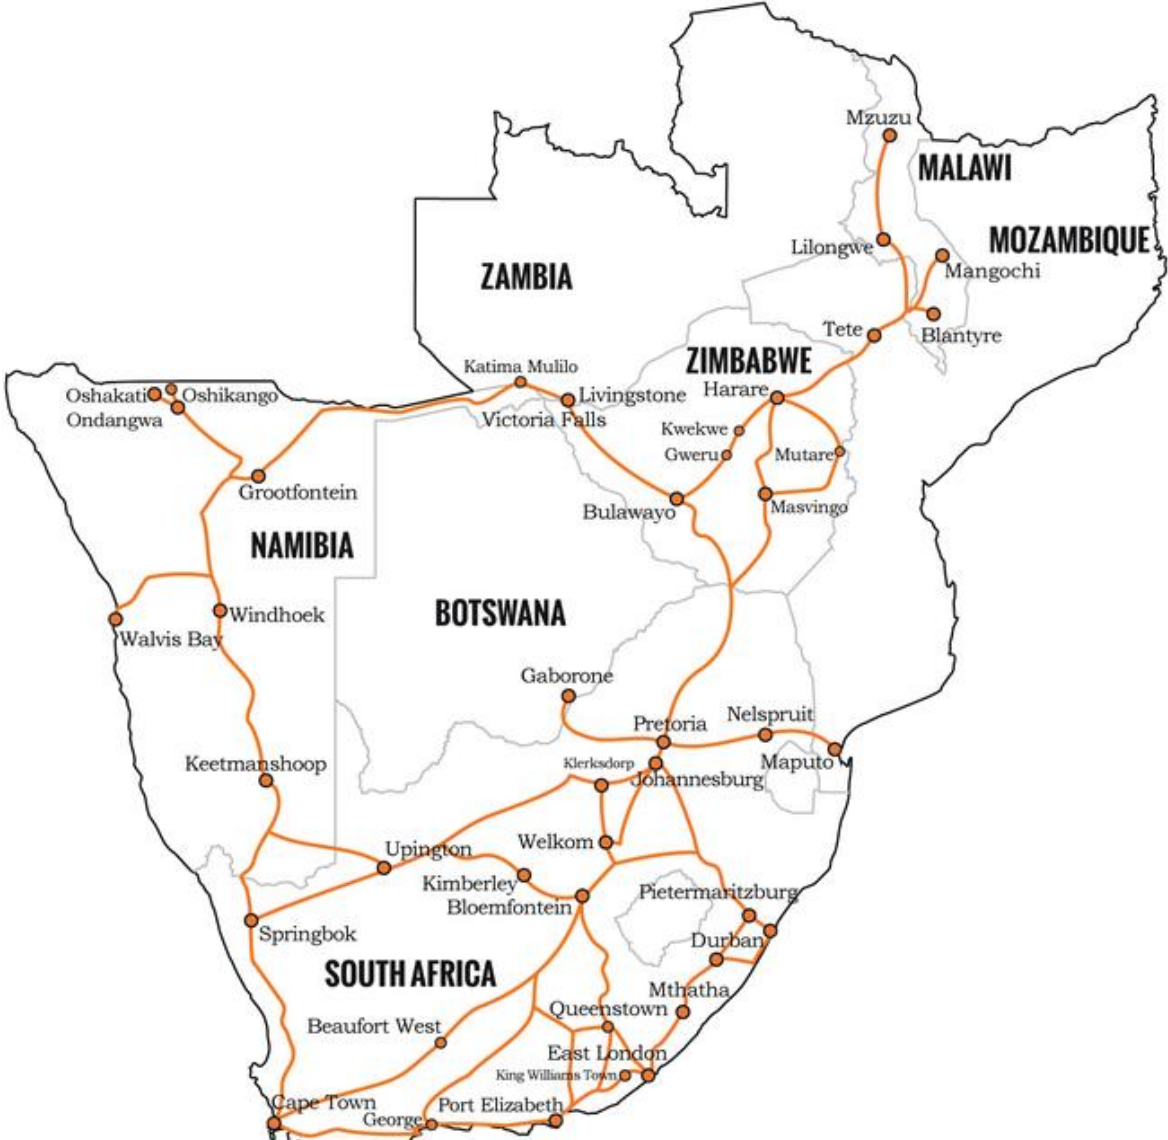 Mzuzu
MALAWI
MOZAMBIQUE
Lilongwe
Mangochi
ZAMBIA
Tete
Blantyre
ZIMBABWE
Katima Mulilo
Harare
Oshakati
Oshikango
Livingstone
Ondangwa
Victoria Falls
Kwekwe
Gweru
Mutare
Grootfontein
Bulawayo
Masvingo
NAMIBIA
BOTSWANA
Windhoek
Walvis Bay
Gaborone
Pretoria
Nelspruit
Keetmanshoop
Klerksdorp
Maputo
Johannesburg
Upington
Welkom
Kimberley
Pietermaritzburg
Bloemfontein
Springbok
Durban
SOUTH AFRICA
Mthatha
Queenstown
Beaufort West
East London
King Williams Town
Cape Town
Port Elizabeth
George